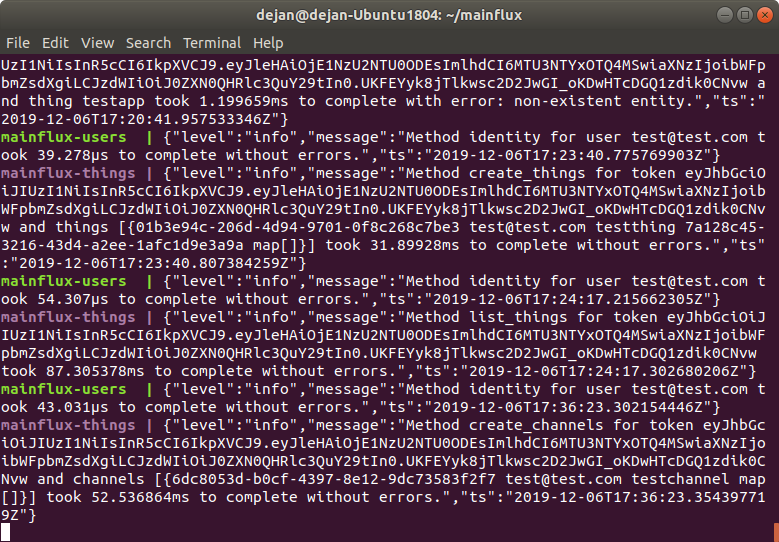 dejan@dejan-Ubuntu1804: ~/mainflux
File Edit View Search Terminal Help
UzI1NiIsInR5cCI6IkpXVCJ9.eyJleHAiOjE1NzU2NTU0ODEsImlhdCI6MTU3NTYxOTQ4MSwiaXNzIjoibWFp
bmZsdXgiLCJzdWIiOiJ0ZXN0QHRlc3QuY29tIn0.UKFEYyk8jTlkwsc2D2JwGI_oKDwHTcDGQ1zdik0CNvw a
nd thing testapp took 1.199659ms to complete with error: non-existent entity.","ts":"
2019-12-06T17:20:41.957533346Z"}
mainflux-users | {"level":"info","message":"Method identity for user test@test.com t
ook 39.278µs to complete without errors.","ts":"2019-12-06T17:23:40.775769903Z"}
mainflux-things | {"level":"info","message":"Method create_things for token eyJhbGciO
iJIUzI1NiIsInR5cCI6IkpXVCJ9.eyJleHAiOjE1NzU2NTU0ODEsImlhdCI6MTU3NTYxOTQ4MSwiaXNzIjoib
WFpbmZsdXgiLCJzdWIiOiJ0ZXN0QHRlc3QuY29tIn0.UKFEYyk8jTlkwsc2D2JwGI_oKDwHTcDGQ1zdik0CNv
w and things [{01b3e94c-206d-4d94-9701-0f8c268c7be3 test@test.com testthing 7a128c45-
3216-43d4-a2ee-1afc1d9e3a9a map[]}] took 31.89928ms to complete without errors.","ts"
:"2019-12-06T17:23:40.807384259Z"}
mainflux-users | {"level":"info","message":"Method identity for user test@test.com t
ook 54.307µs to complete without errors.","ts":"2019-12-06T17:24:17.215662305Z"}
mainflux-things | {"level":"info","message":"Method list_things for token eyJhbGciOiJ
IUzI1NiIsInR5cCI6IkpXVCJ9.eyJleHAiOjE1NzU2NTU0ODEsImlhdCI6MTU3NTYxOTQ4MSwiaXNzIjoibWF
pbmZsdXgiLCJzdWIiOiJ0ZXN0QHRlc3QuY29tIn0.UKFEYyk8jTlkwsc2D2JwGI_oKDwHTcDGQ1zdik0CNvw
took 87.305378ms to complete without errors.","ts":"2019-12-06T17:24:17.302680206Z"}
mainflux-users | {"level":"info","message":"Method identity for user test@test.com t
ook 43.031µs to complete without errors.","ts":"2019-12-06T17:36:23.302154446Z"}
mainflux-things | {"level":"info","message":"Method create_channels for token eyJhbGc
iOiJIUzI1NiIsInR5cCI6IkpXVCJ9.eyJleHAiOjE1NzU2NTU0ODEsImlhdCI6MTU3NTYxOTQ4MSwiaXNzIjo
ibWFpbmZsdXgiLCJzdWIiOiJ0ZXN0QHRlc3QuY29tIn0.UKFEYyk8jTlkwsc2D2JwGI_oKDwHTcDGQ1zdik0C
Nvw and channels [{6dc8053d-b0cf-4397-8e12-9dc73583f2f7 test@test.com testchannel map
[]}] took 52.536864ms to complete without errors.","ts":"2019-12-06T17:36:23.35439771
9Z"}